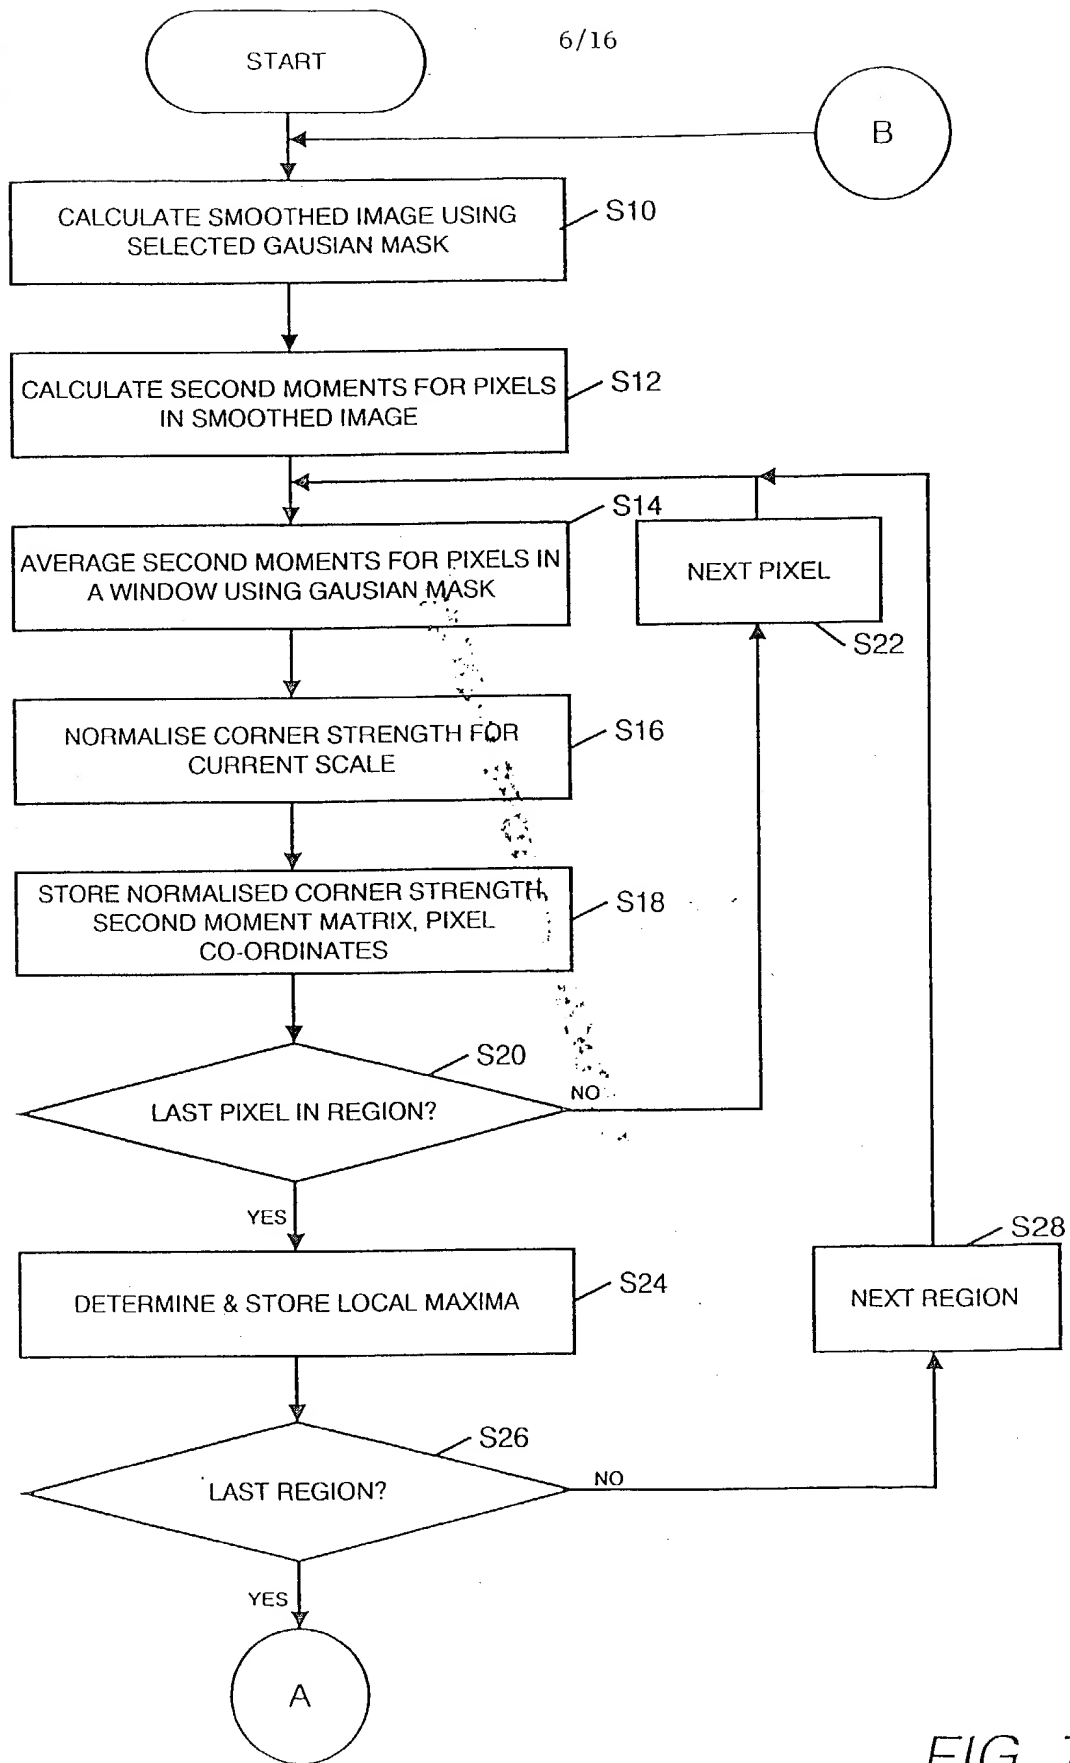 6/16
START
B
CALCULATE SMOOTHED IMAGE USING
SELECTED GAUSIAN MASK
S10
CALCULATE SECOND MOMENTS FOR PIXELS
IN SMOOTHED IMAGE
S12
AVERAGE SECOND MOMENTS FOR PIXELS IN
A WINDOW USING GAUSIAN MASK
S14
NEXT PIXEL
S22
NORMALISE CORNER STRENGTH FOR
CURRENT SCALE
S16
STORE NORMALISED CORNER STRENGTH,
SECOND MOMENT MATRIX, PIXEL
CO-ORDINATES
S18
LAST PIXEL IN REGION?
S20
NO
YES
DETERMINE & STORE LOCAL MAXIMA
S24
NEXT REGION
S28
LAST REGION?
S26
NO
YES
A
FIG.